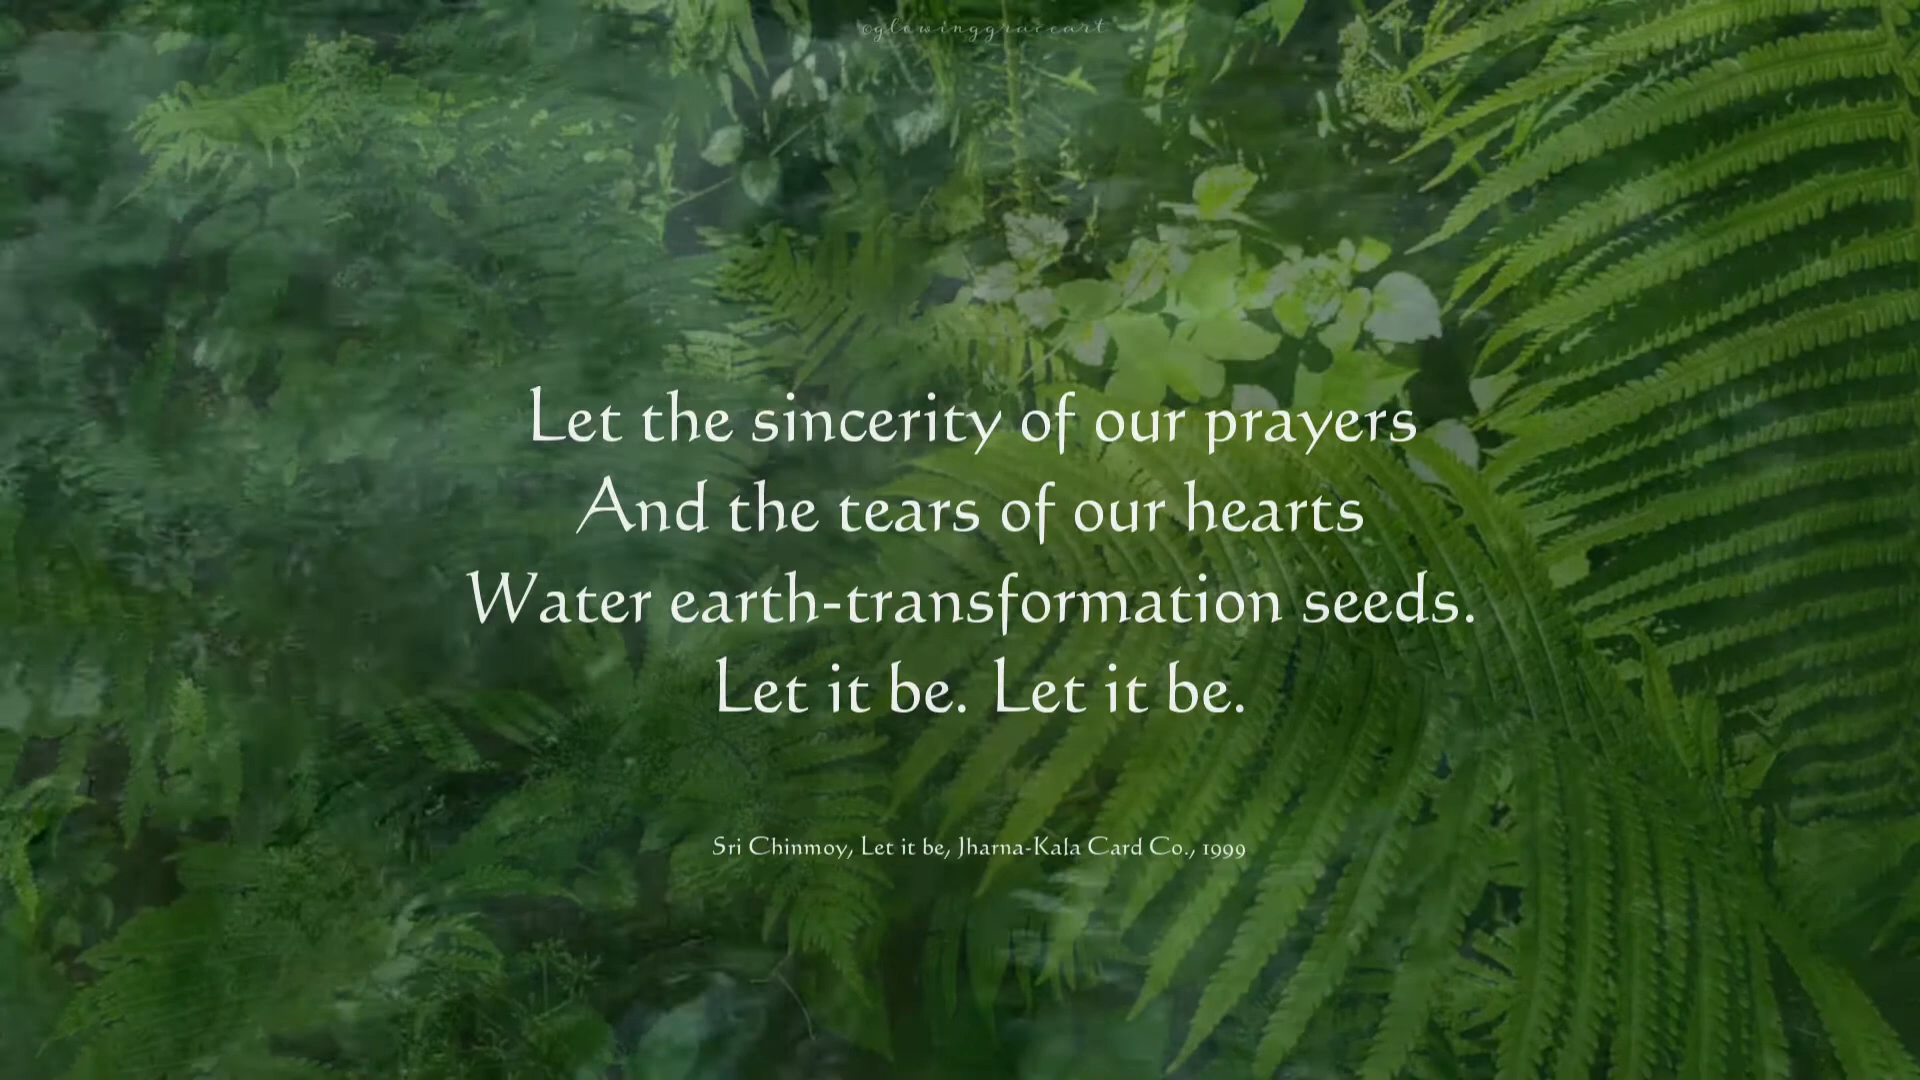 oglowinggraceart
Let the sincerity of our prayers
And the tears of our hearts
Water earth-transformation seeds.
Let it be. Let it be.
Sri Chinmoy, Let it be, Jharna-Kala Card Co., 1999